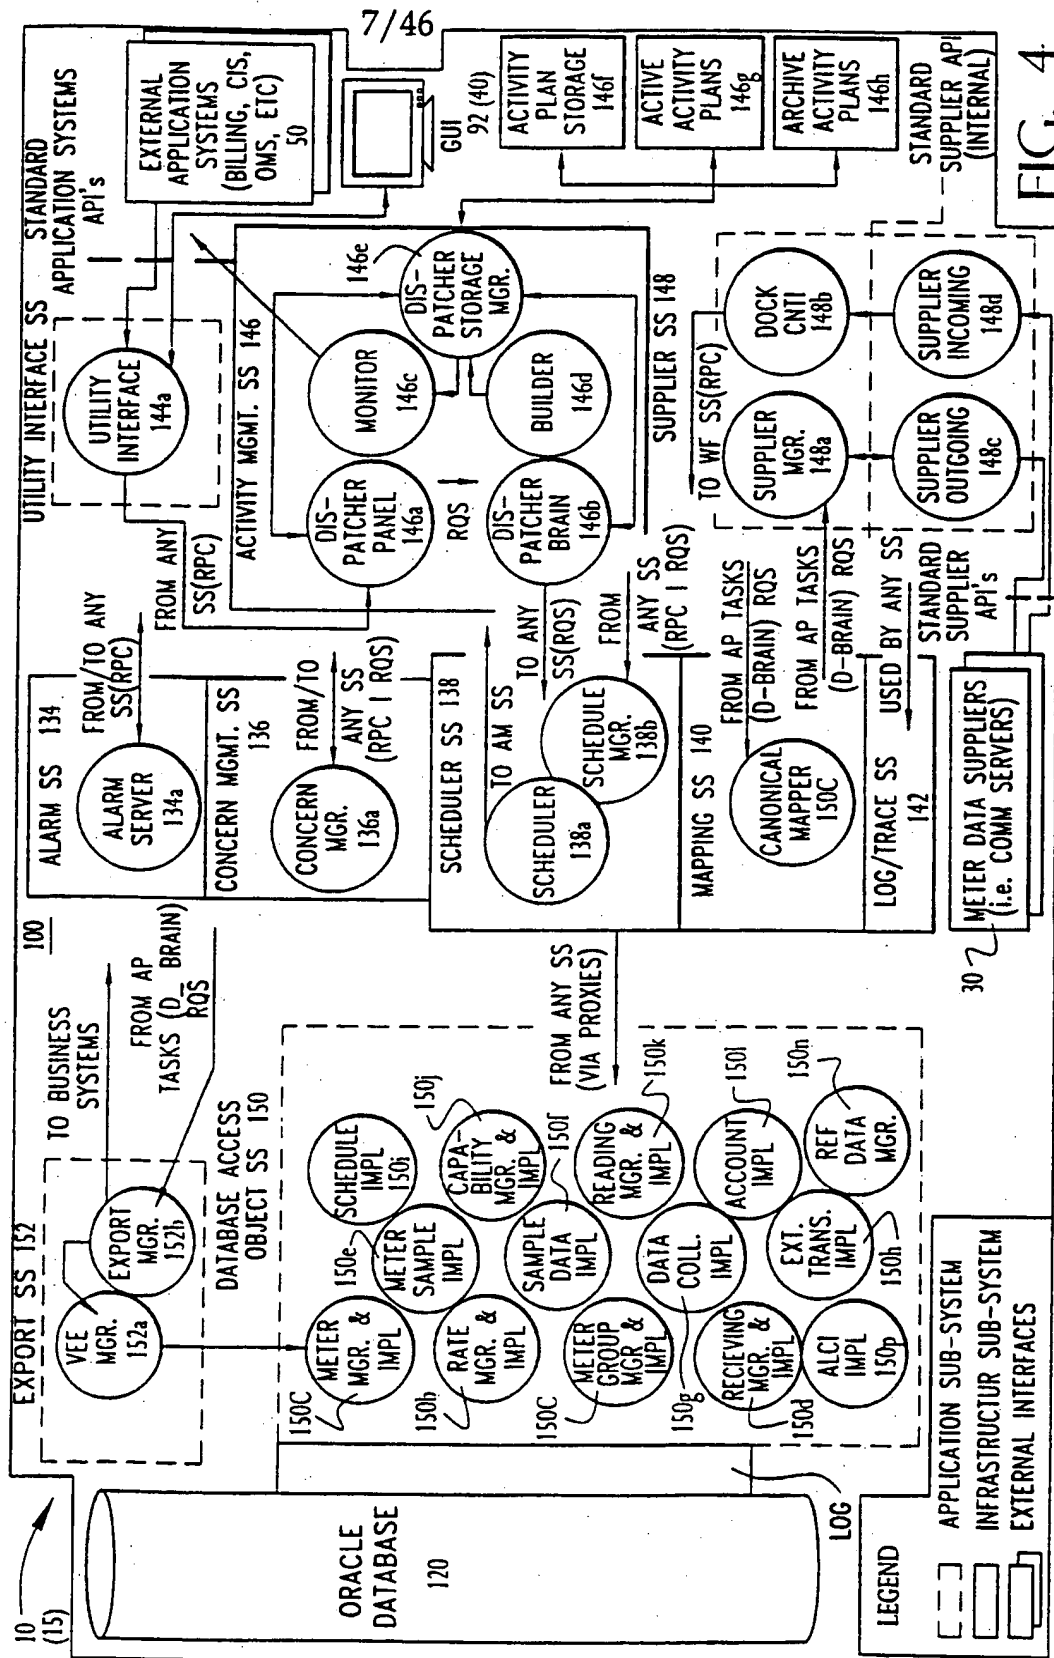 7/46
10
(15)
100
EXPORT SS 152
VEE
MGR.
152a
EXPORT
MGR.
152h
TO BUSINESS
SYSTEMS
FROM AP
TASKS (D_ BRAIN)
RQS
DATABASE ACCESS
OBJECT SS 150
SCHEDULE
IMPL
150i
150j
CAPA-
BILITY
MGR. &
IMPL
150e
METER
SAMPLE
IMPL
150f
SAMPLE
DATA
IMPL
150k
READING
MGR. &
IMPL
150l
ACCOUNT
IMPL
150n
REF
DATA
MGR.
DATA
COLL.
IMPL
150g
EXT.
TRANS.
IMPL
150h
150C
METER
MGR. &
IMPL
150b
RATE
MGR. &
IMPL
150C
METER
GROUP
MGR &
IMPL
RECIEVING
MGR. &
IMPL
150d
ALCI
IMPL
150p
FROM ANY SS
(VIA PROXIES)
ORACLE
DATABASE
120
LOG
LEGEND
APPLICATION SUB-SYSTEM
INFRASTRUCTUR SUB-SYSTEM
EXTERNAL INTERFACES
ALARM SS 134
ALARM
SERVER
134a
FROM/TO ANY
SS(RPC)
CONCERN MGMT. SS
136
CONCERN
MGR.
136a
FROM/TO
ANY SS
(RPC I RQS)
SCHEDULER SS 138
SCHEDULER
138a
SCHEDULE
MGR.
138b
TO AM SS
TO ANY
SS(RQS)
FROM
ANY SS
(RPC I RQS)
MAPPING SS 140
CANONICAL
MAPPER
150C
FROM AP TASKS
(D-BRAIN) RQS
FROM AP TASKS
(D-BRAIN) RQS
LOG/TRACE SS
142
USED BY ANY SS
30
METER DATA SUPPLIERS
(i.e. COMM SERVERS)
STANDARD
SUPPLIER
API's
UTILITY INTERFACE SS
UTILITY
INTERFACE
144a
FROM ANY
SS(RPC)
STANDARD
APPLICATION SYSTEMS
API's
EXTERNAL
APPLICATION
SYSTEMS
(BILLING, CIS,
OMS, ETC)
50
GUI
92 (40)
ACTIVITY MGMT. SS 146
DIS-
PATCHER
PANEL
146a
RQS
DIS-
PATCHER
BRAIN
146b
MONITOR
146c
BUILDER
146d
DIS-
PATCHER
STORAGE
MGR.
146e
ACTIVITY
PLAN
STORAGE
146f
ACTIVE
ACTIVITY
PLANS
146g
ARCHIVE
ACTIVITY
PLANS
146h
SUPPLIER SS 148
TO WF SS(RPC)
SUPPLIER
MGR.
148a
DOCK
CNTI
148b
SUPPLIER
OUTGOING
148c
SUPPLIER
INCOMING
148d
STANDARD
SUPPLIER API
(INTERNAL)
FIG. 4